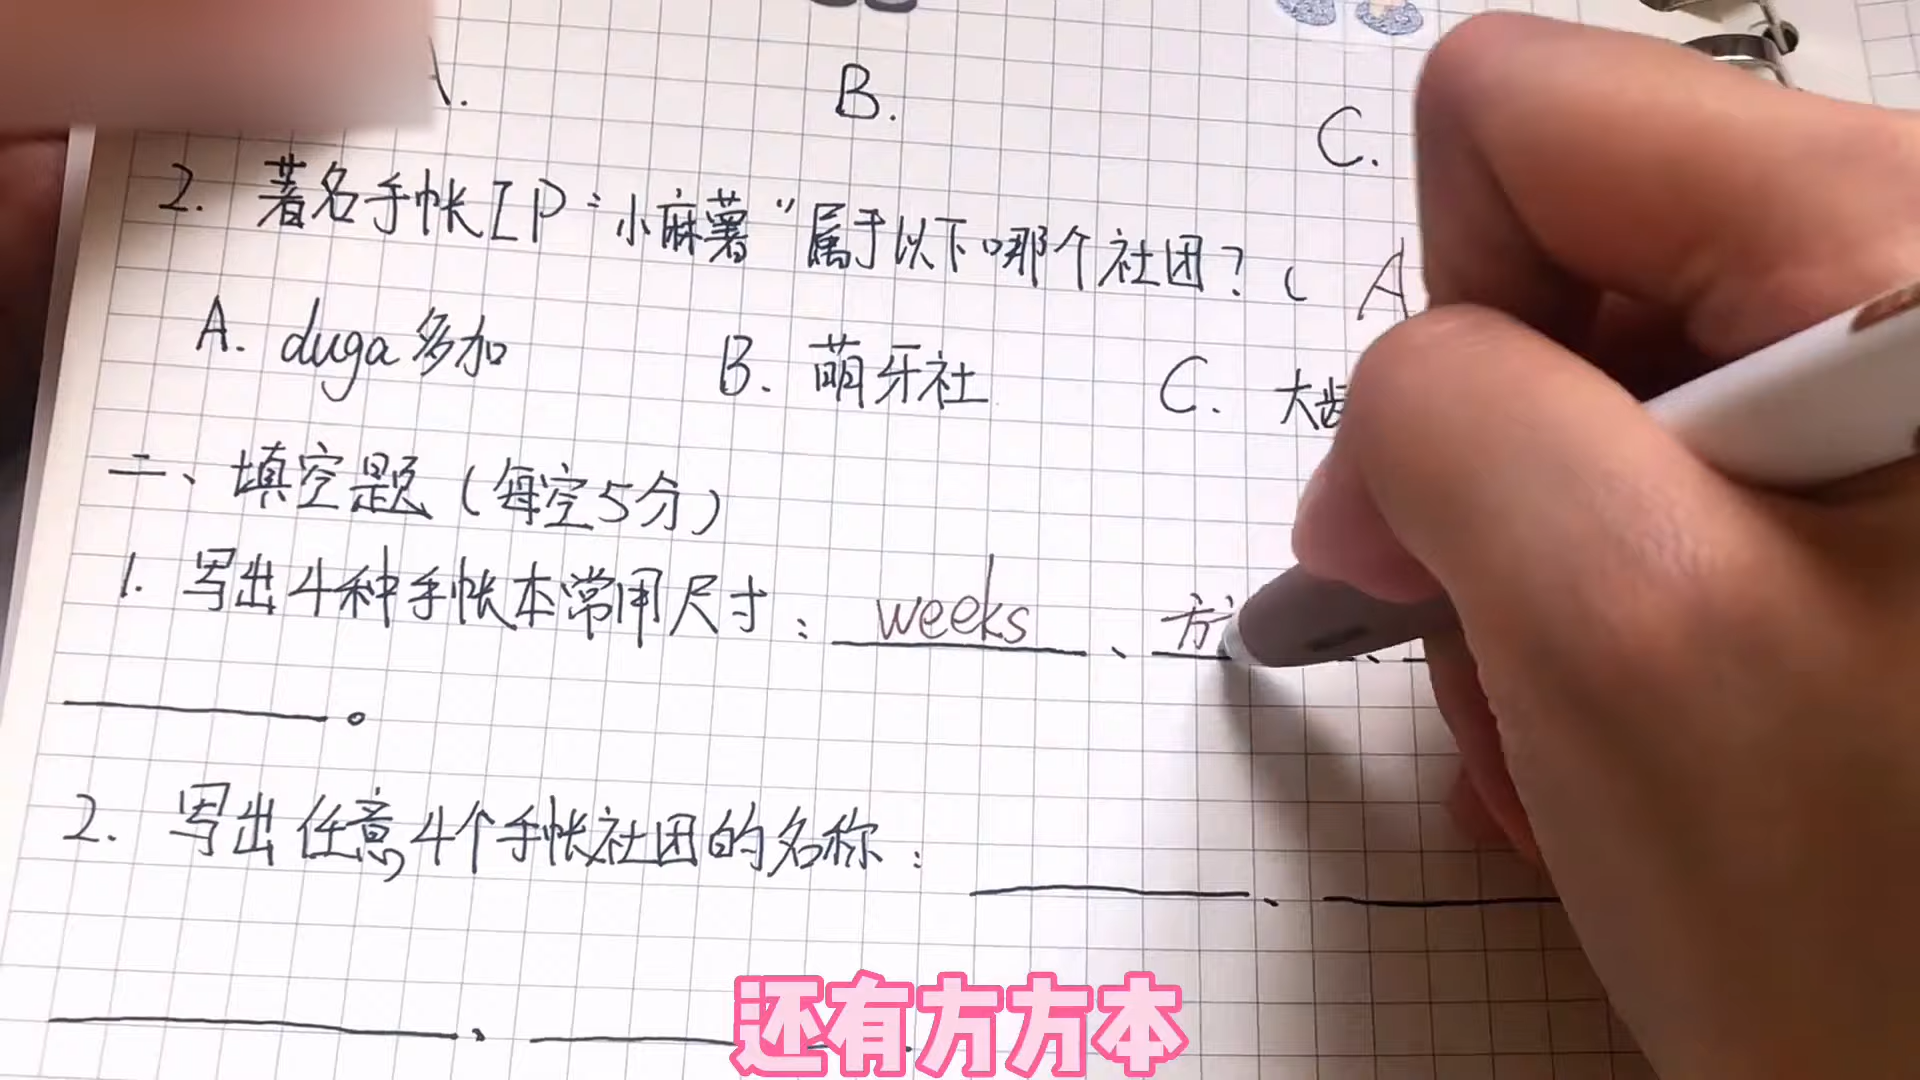 A. B. C.
2. 著名手帐IP“小麻薯”属于以下哪个社团？( A
A. duga多加 B. 萌牙社 C. 大
二、填空题(每空5分)
1. 写出4种手帐本常用尺寸： weeks 、 方
。
2. 写出任意4个手帐社团的名称： 、
、
还有方方本